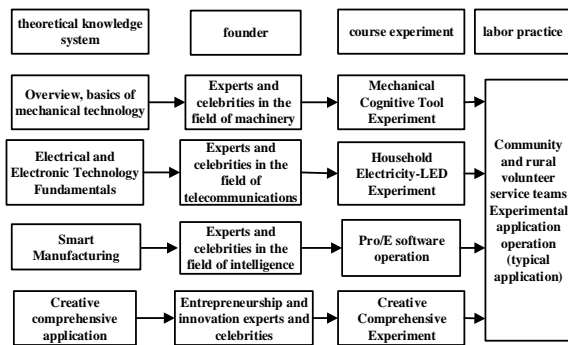 theoretical knowledge
system
founder
course experiment
labor practice
Overview, basics of
mechanical technology
Experts and
celebrities in the
field of machinery
Mechanical
Cognitive Tool
Experiment
Electrical and
Electronic Technology
Fundamentals
Experts and
celebrities in the
field of
telecommunications
Household
Electricity-LED
Experiment
Smart
Manufacturing
Experts and
celebrities in the
field of intelligence
Pro/E software
operation
Creative
comprehensive
application
Entrepreneurship and
innovation experts and
celebrities
Creative
Comprehensive
Experiment
Community
and rural
volunteer
service teams
Experimental
application
operation
(typical
application)